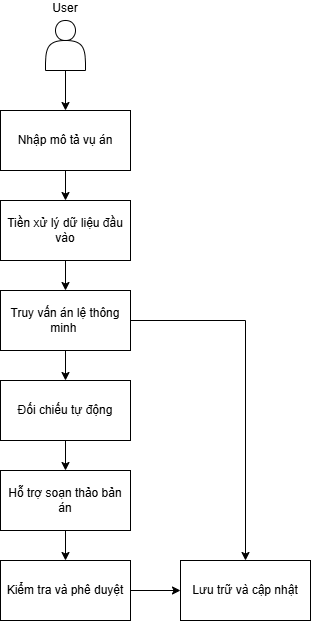 User
Nhập mô tả vụ án
Tiền xử lý dữ liệu đầu
vào
Truy vấn án lệ thông
minh
Đối chiếu tự động
Hỗ trợ soạn thảo bản
án
Kiểm tra và phê duyệt
Lưu trữ và cập nhật